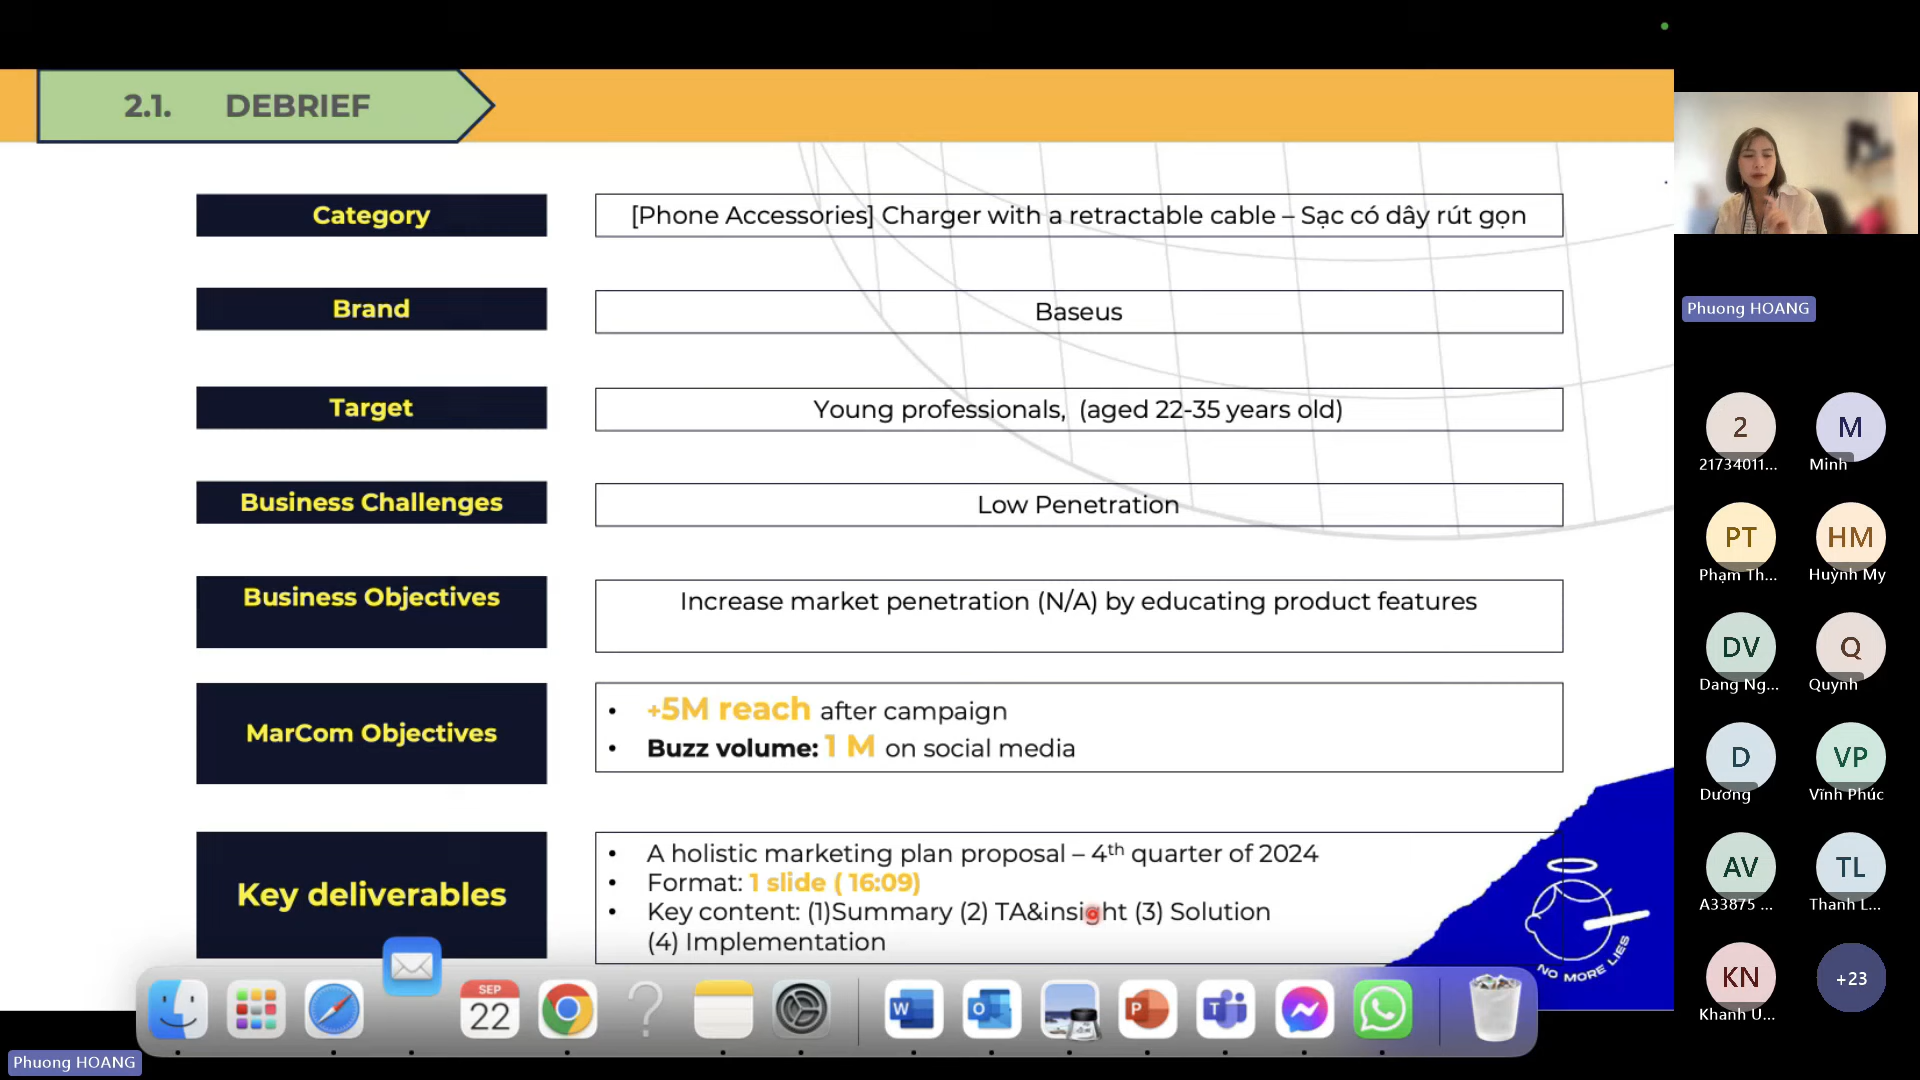 2.1. DEBRIEF
Category
[Phone Accessories] Charger with a retractable cable – Sạc có dây rút gọn
Brand
Baseus
Target
Young professionals, (aged 22-35 years old)
Business Challenges
Low Penetration
Business Objectives
Increase market penetration (N/A) by educating product features
MarCom Objectives
• +5M reach after campaign
• Buzz volume: 1 M on social media
Key deliverables
• A holistic marketing plan proposal – 4th quarter of 2024
• Format: 1 slide ( 16:09)
• Key content: (1)Summary (2) TA&insight (3) Solution
(4) Implementation
NO MORE LIES
SEP
22
W
O
P
T
Phuong HOANG
Phuong HOANG
2
21734011...
M
Minh
PT
Phạm Th...
HM
Huỳnh My
DV
Dang Ng...
Q
Quynh
D
Dương
VP
Vĩnh Phúc
AV
A33875 ...
TL
Thanh L...
KN
Khanh U...
+23